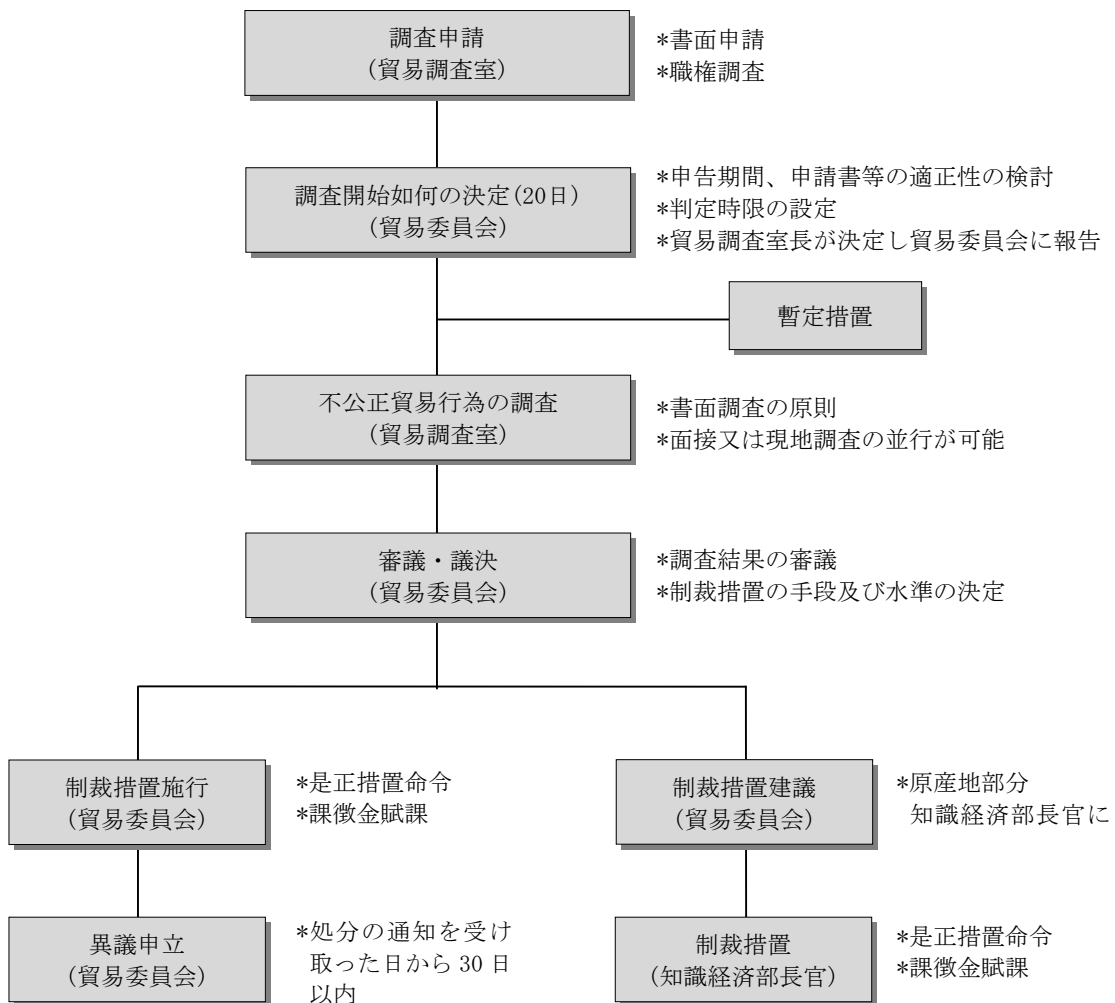 調査申請
(貿易調査室)
*書面申請
*職権調査
調査開始如何の決定(20日)
(貿易委員会)
*申告期間、申請書等の適正性の検討
*判定時限の設定
*貿易調査室長が決定し貿易委員会に報告
暫定措置
不公正貿易行為の調査
(貿易調査室)
*書面調査の原則
*面接又は現地調査の並行が可能
審議・議決
(貿易委員会)
*調査結果の審議
*制裁措置の手段及び水準の決定
制裁措置施行
(貿易委員会)
*是正措置命令
*課徴金賦課
制裁措置建議
(貿易委員会)
*原産地部分
知識経済部長官に
異議申立
(貿易委員会)
*処分の通知を受け
取った日から 30 日
以内
制裁措置
(知識経済部長官)
*是正措置命令
*課徴金賦課